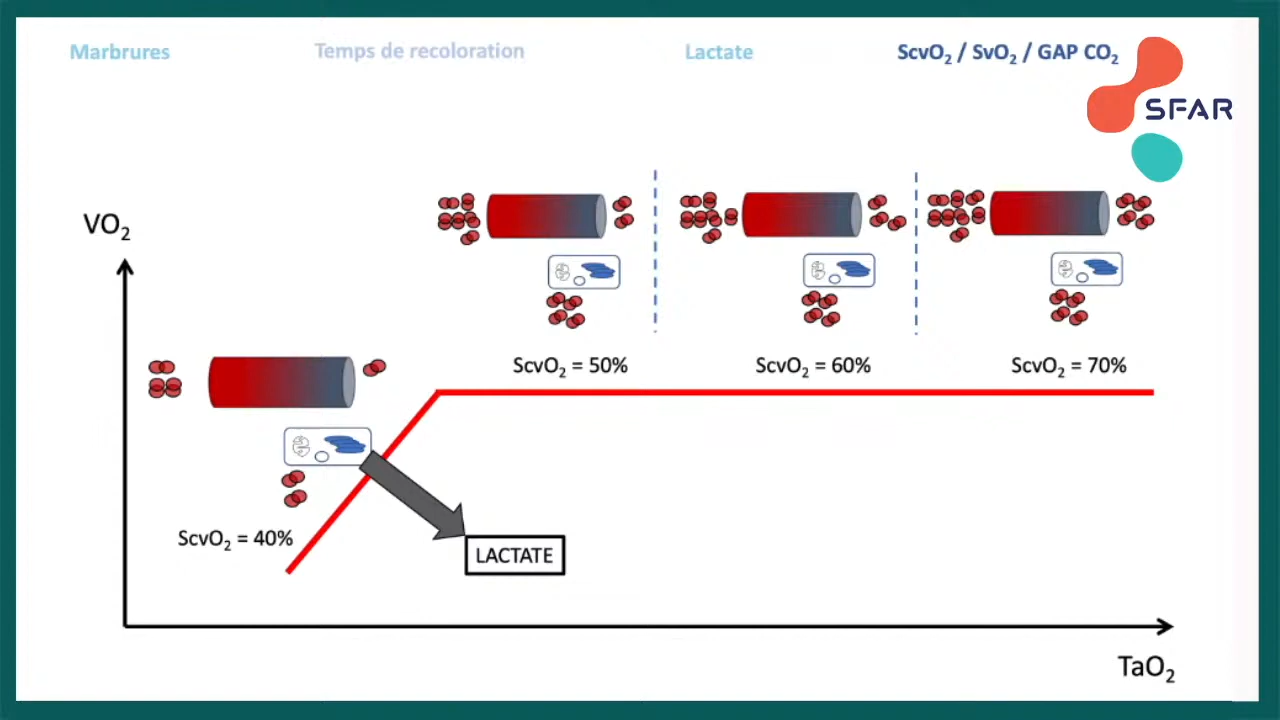 Marbrures
Temps de recoloration
Lactate
ScvO₂ / SvO₂ / GAP CO₂
SFAR
VO₂
ScvO₂ = 50%
ScvO₂ = 60%
ScvO₂ = 70%
ScvO₂ = 40%
LACTATE
TaO₂